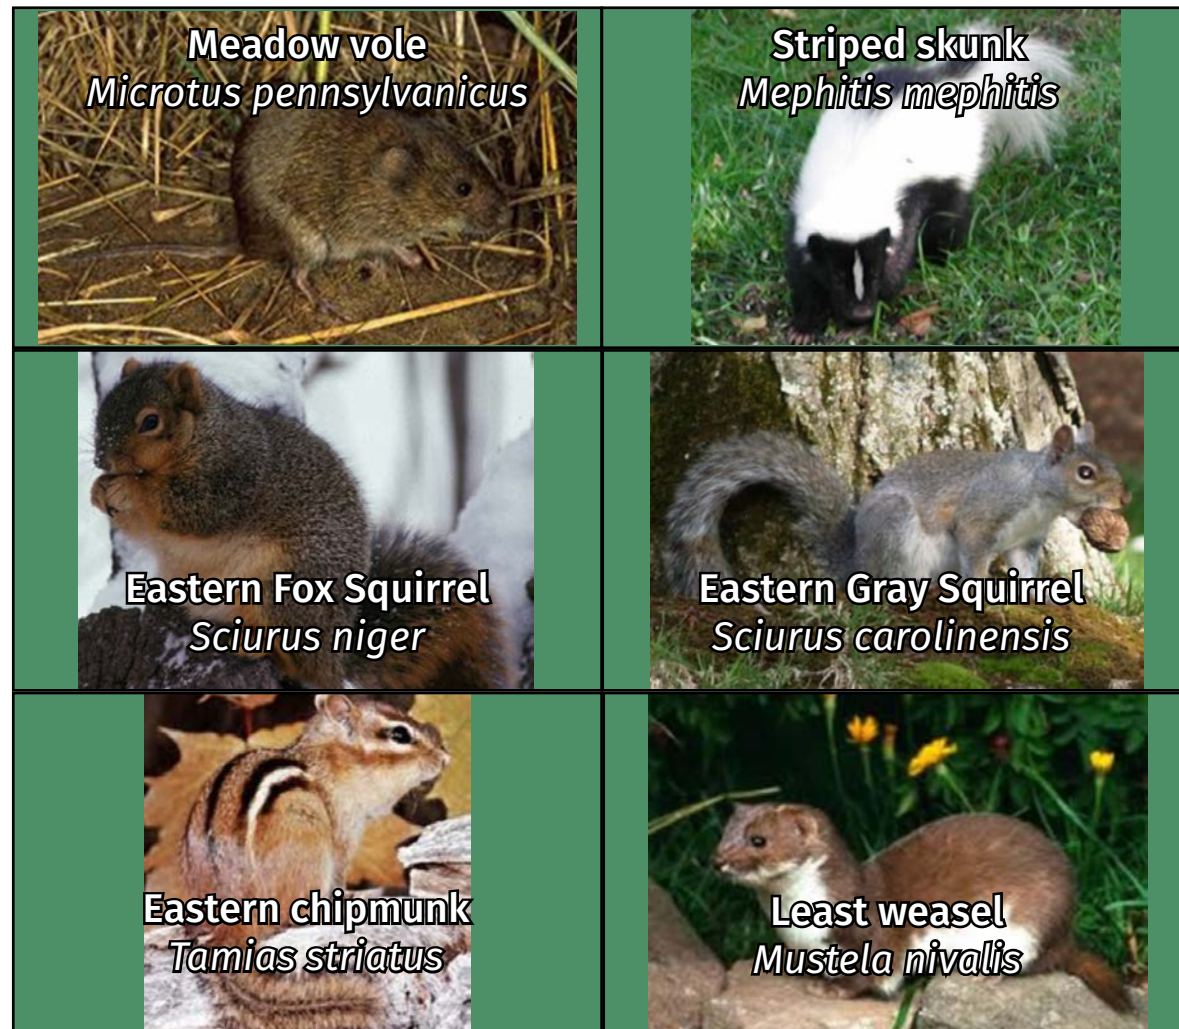 Meadow vole
Microtus pennsylvanicus
Striped skunk
Mephitis mephitis
Eastern Fox Squirrel
Sciurus niger
Eastern Gray Squirrel
Sciurus carolinensis
Eastern chipmunk
Tamias striatus
Least weasel
Mustela nivalis